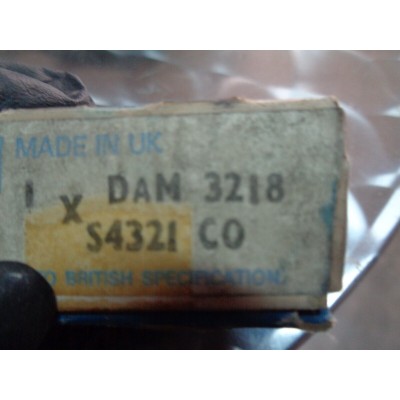 MADE IN UK
1 X DAM 3218
S4321 CO
BRITISH SPECIFICATION